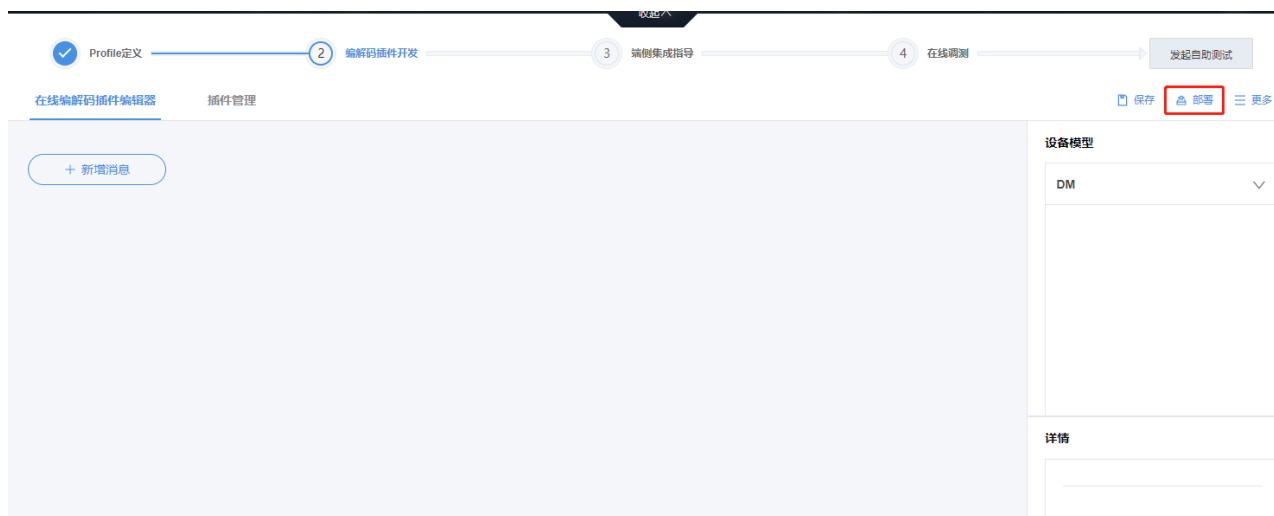 收起
Profile定义
2 编解码插件开发
3 端侧集成指导
4 在线调测
发起自助测试
在线编解码插件编辑器
插件管理
保存
部署
更多
+ 新增消息
设备模型
DM
详情